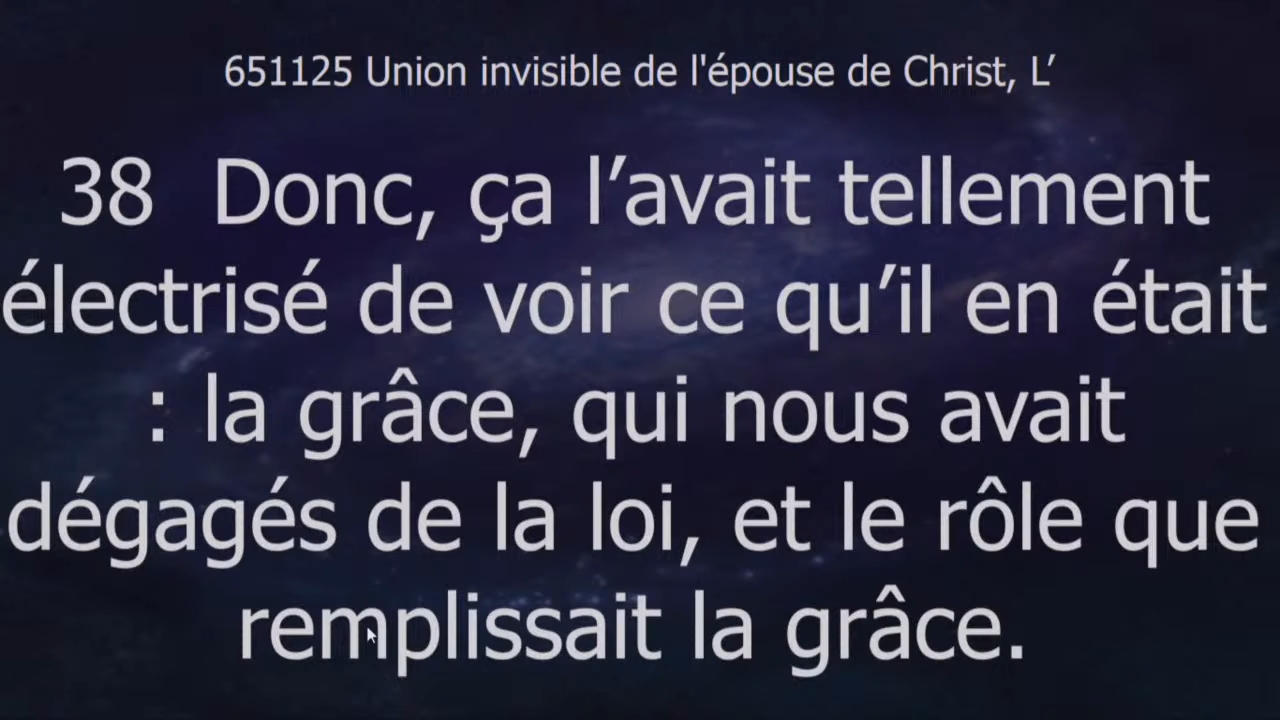 651125 Union invisible de l'épouse de Christ, L’
38  Donc, ça l’avait tellement
électrisé de voir ce qu’il en était
: la grâce, qui nous avait
dégagés de la loi, et le rôle que
remplissait la grâce.